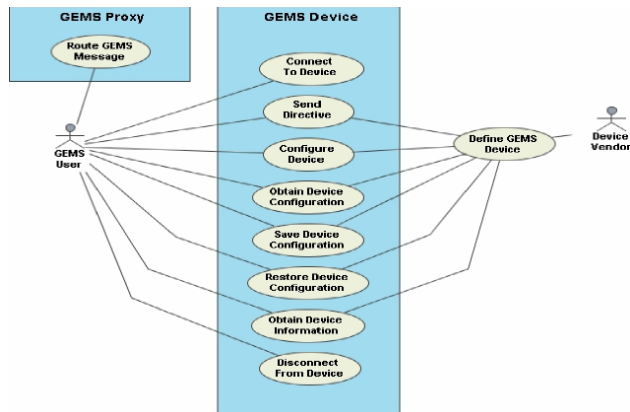 GEMS Proxy
Route GEMS
Message
GEMS Device
Connect
To Device
Send
Directive
Configure
Device
Obtain Device
Configuration
Save Device
Configuration
Restore Device
Configuration
Obtain Device
Information
Disconnect
From Device
GEMS
User
Define GEMS
Device
Device
Vendor